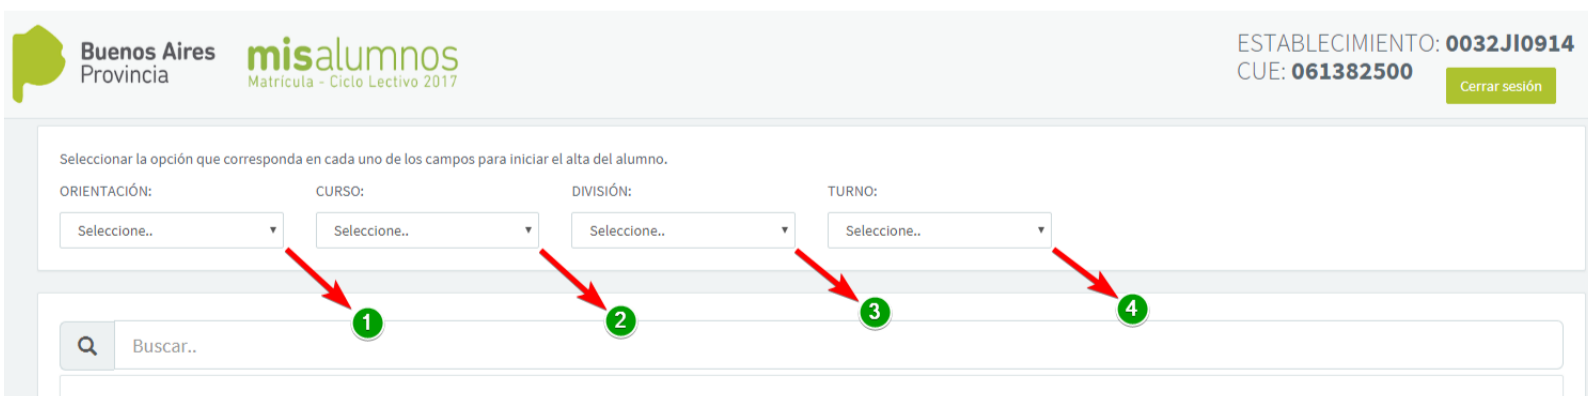 Buenos Aires
Provincia
misalumnos
Matrícula - Ciclo Lectivo 2017
ESTABLECIMIENTO: 0032JI0914
CUE: 061382500
Cerrar sesión
Seleccionar la opción que corresponda en cada uno de los campos para iniciar el alta del alumno.
ORIENTACIÓN: CURSO: DIVISIÓN: TURNO:
Seleccione.. Seleccione.. Seleccione.. Seleccione..
1 2 3 4
Buscar..